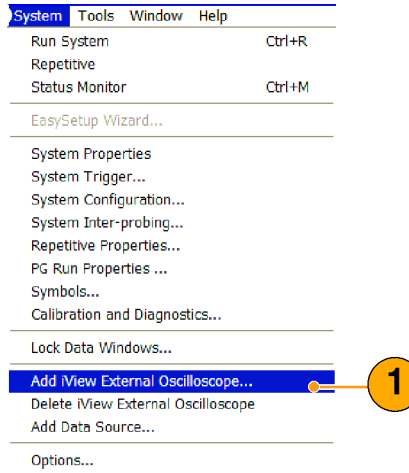 System Tools Window Help
Run System Ctrl+R
Repetitive
Status Monitor Ctrl+M
EasySetup Wizard...
System Properties
System Trigger...
System Configuration...
System Inter-probing...
Repetitive Properties...
PG Run Properties ...
Symbols...
Calibration and Diagnostics...
Lock Data Windows...
Add iView External Oscilloscope...
1
Delete iView External Oscilloscope
Add Data Source...
Options...